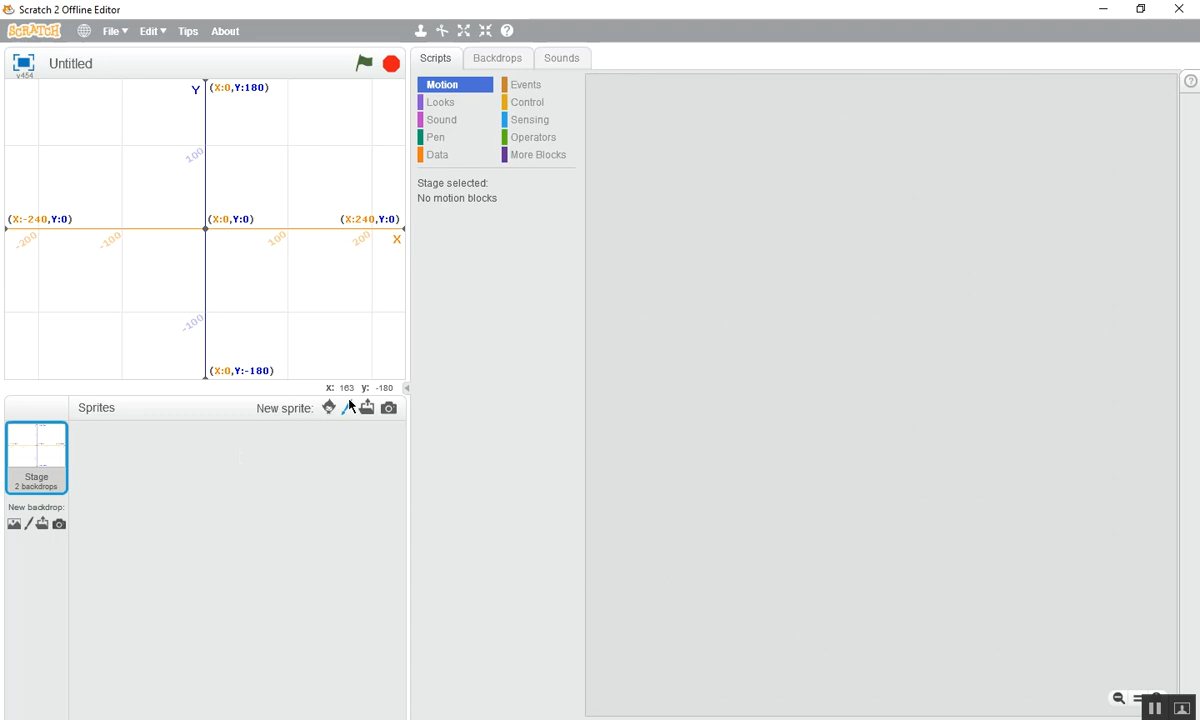 Scratch 2 Offline Editor
SCRATCH File Edit Tips About
v454
Untitled
Scripts Backdrops Sounds
Y (X:0,Y:180)
Motion Events
Looks Control
Sound Sensing
Pen Operators
Data More Blocks
100
Stage selected:
No motion blocks
(X:-240,Y:0) (X:0,Y:0) (X:240,Y:0)
-200 -100 100 200 X
-100
(X:0,Y:-180)
x: 163 y: -180
Sprites New sprite:
Stage
2 backdrops
New backdrop: